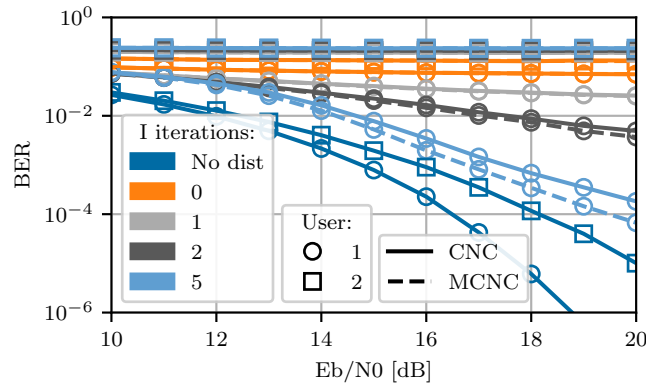 10^0
10^−2
10^−4
10^−6
BER
I iterations:
No dist
0
1
2
5
User:
1
2
CNC
MCNC
10 12 14 16 18 20
Eb/N0 [dB]